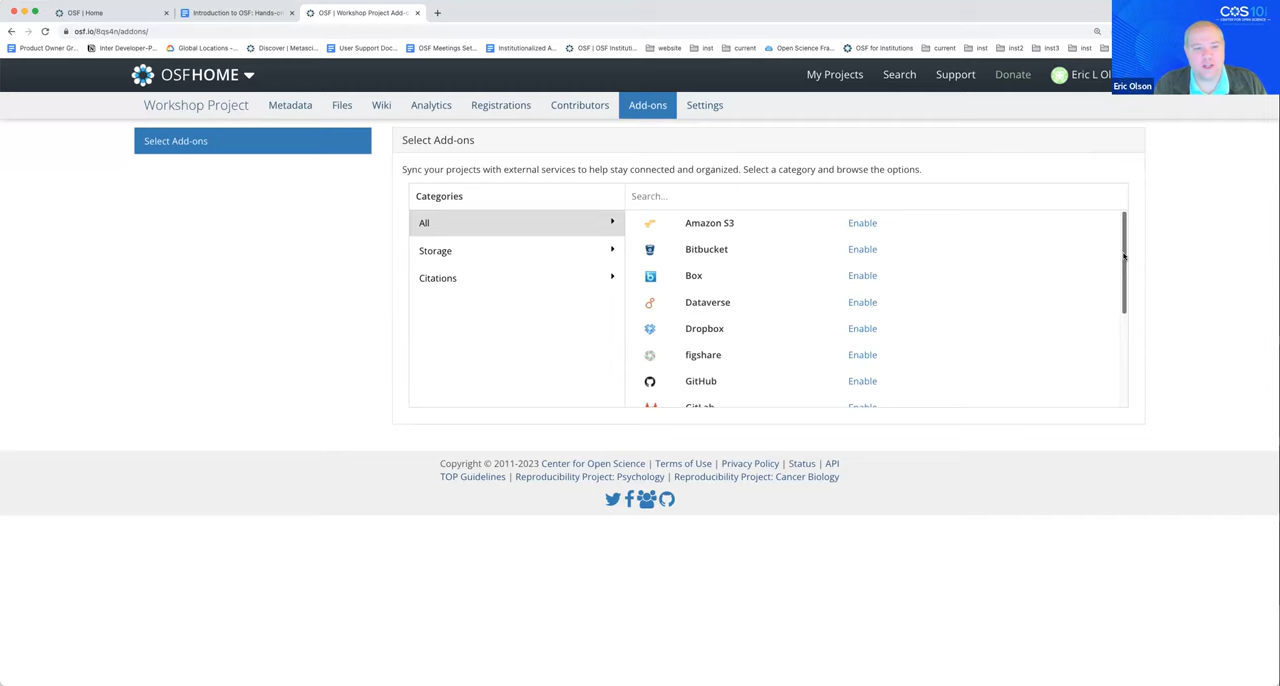 OSF | Home
Introduction to OSF: Hands-on
OSF | Workshop Project Add-o
osf.io/8qs4n/addons/
Product Owner Gr...
Inter Developer-P...
Global Locations -...
Discover | Metasci...
User Support Doc...
OSF Meetings Set...
Institutionalized A...
OSF | OSF Instituti...
website
inst
current
Open Science Fra...
OSF for Institutions
current
inst
inst2
inst3
inst
COS10
CENTER FOR OPEN SCIENCE
Eric Olson
OSFHOME
My Projects
Search
Support
Donate
Eric L Ol
Workshop Project
Metadata
Files
Wiki
Analytics
Registrations
Contributors
Add-ons
Settings
Select Add-ons
Select Add-ons
Sync your projects with external services to help stay connected and organized. Select a category and browse the options.
Categories
Search...
All
Storage
Citations
Amazon S3 Enable
Bitbucket Enable
Box Enable
Dataverse Enable
Dropbox Enable
figshare Enable
GitHub Enable
GitLab Enable
Copyright © 2011-2023 Center for Open Science | Terms of Use | Privacy Policy | Status | API
TOP Guidelines | Reproducibility Project: Psychology | Reproducibility Project: Cancer Biology